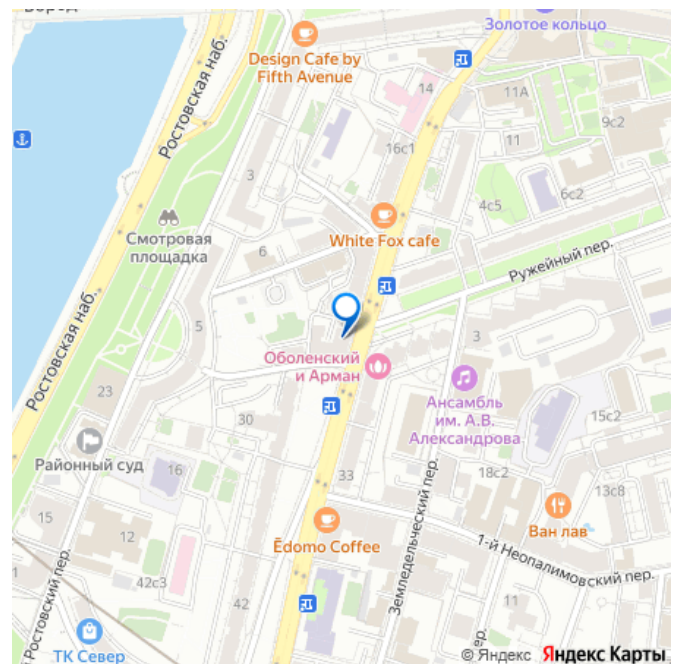 Золотое кольцо
Design Cafe by
Fifth Avenue
14
11А
9с2
Ростовская наб.
16с1
11
3
6с2
4с5
White Fox cafe
Смотровая
площадка
6
Ружейный пер.
5
3
Оболенский
и Арман
Ростовская наб.
23
Ансамбль
им. А.В.
Александрова
15с2
30
Районный суд
16
33
18с2
13с8
15
12
Ван лав
Ēdomo Coffee
1-й Неопалимовский пер.
Земледельческий пер.
42с3
42
11
й Ростовский пер.
ТК Север
пер.
© Яндекс Яндекс Карты